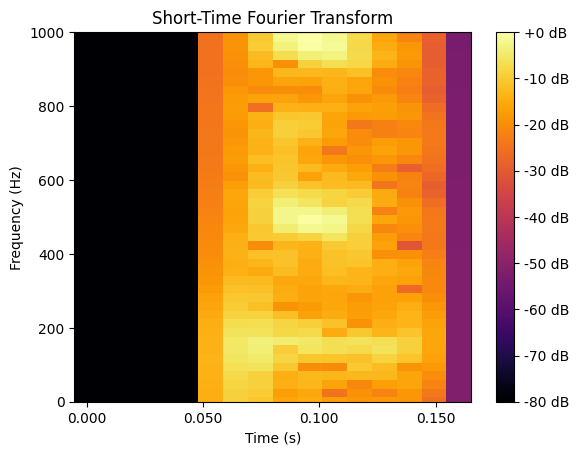 Short-Time Fourier Transform
1000
800
600
400
200
0
Frequency (Hz)
0.000
0.050
0.100
0.150
Time (s)
+0 dB
-10 dB
-20 dB
-30 dB
-40 dB
-50 dB
-60 dB
-70 dB
-80 dB